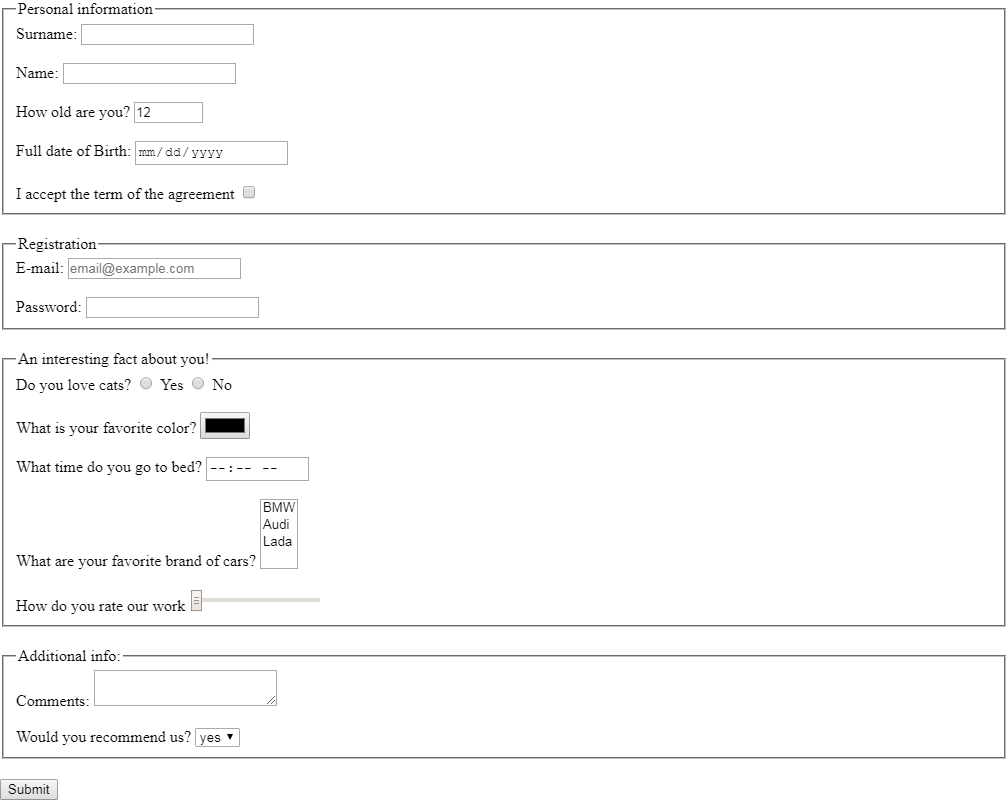 Personal information
Surname:
Name:
How old are you? 12
Full date of Birth: mm/dd/yyyy
I accept the term of the agreement
Registration
E-mail: email@example.com
Password:
An interesting fact about you!
Do you love cats? Yes No
What is your favorite color?
What time do you go to bed? --:-- --
BMW
Audi
Lada
What are your favorite brand of cars?
How do you rate our work
Additional info:
Comments:
Would you recommend us? yes
Submit